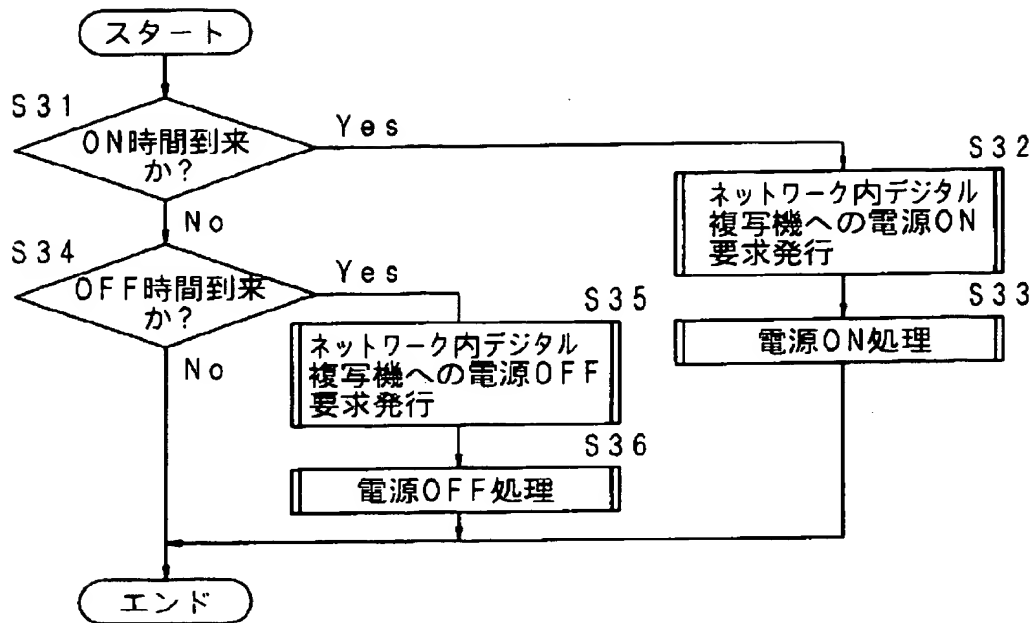 スタート
S31
ON時間到来
か?
Yes
No
S32
ネットワーク内デジタル
複写機への電源ON
要求発行
S33
電源ON処理
S34
OFF時間到来
か?
Yes
No
S35
ネットワーク内デジタル
複写機への電源OFF
要求発行
S36
電源OFF処理
エンド